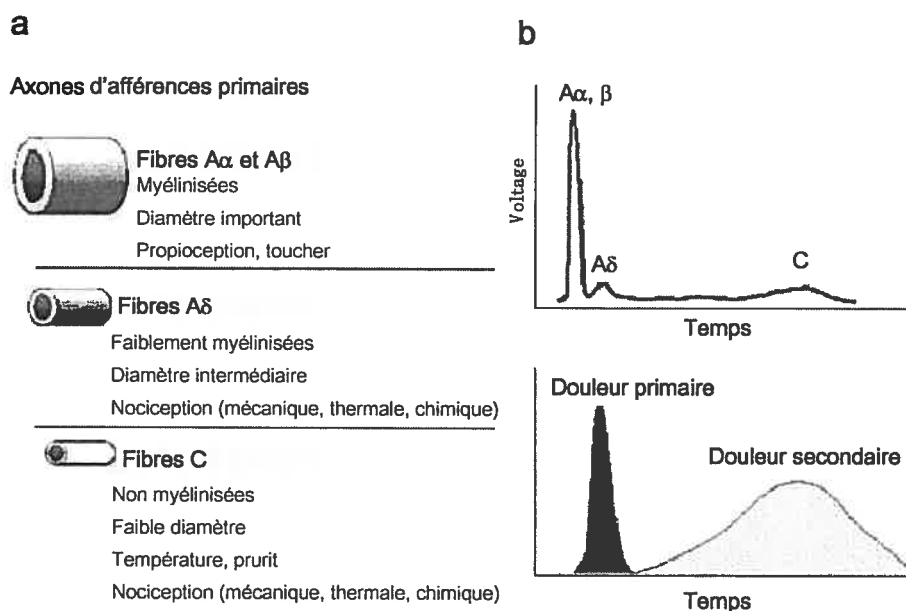 a
Axones d'afférences primaires
Fibres Aα et Aβ
Myélinisées
Diamètre important
Propioception, toucher
Fibres Aδ
Faiblement myélinisées
Diamètre intermédiaire
Nociception (mécanique, thermale, chimique)
Fibres C
Non myélinisées
Faible diamètre
Température, prurit
Nociception (mécanique, thermale, chimique)
b
Aα, β
Voltage
Aδ
C
Temps
Douleur primaire
Douleur secondaire
Temps